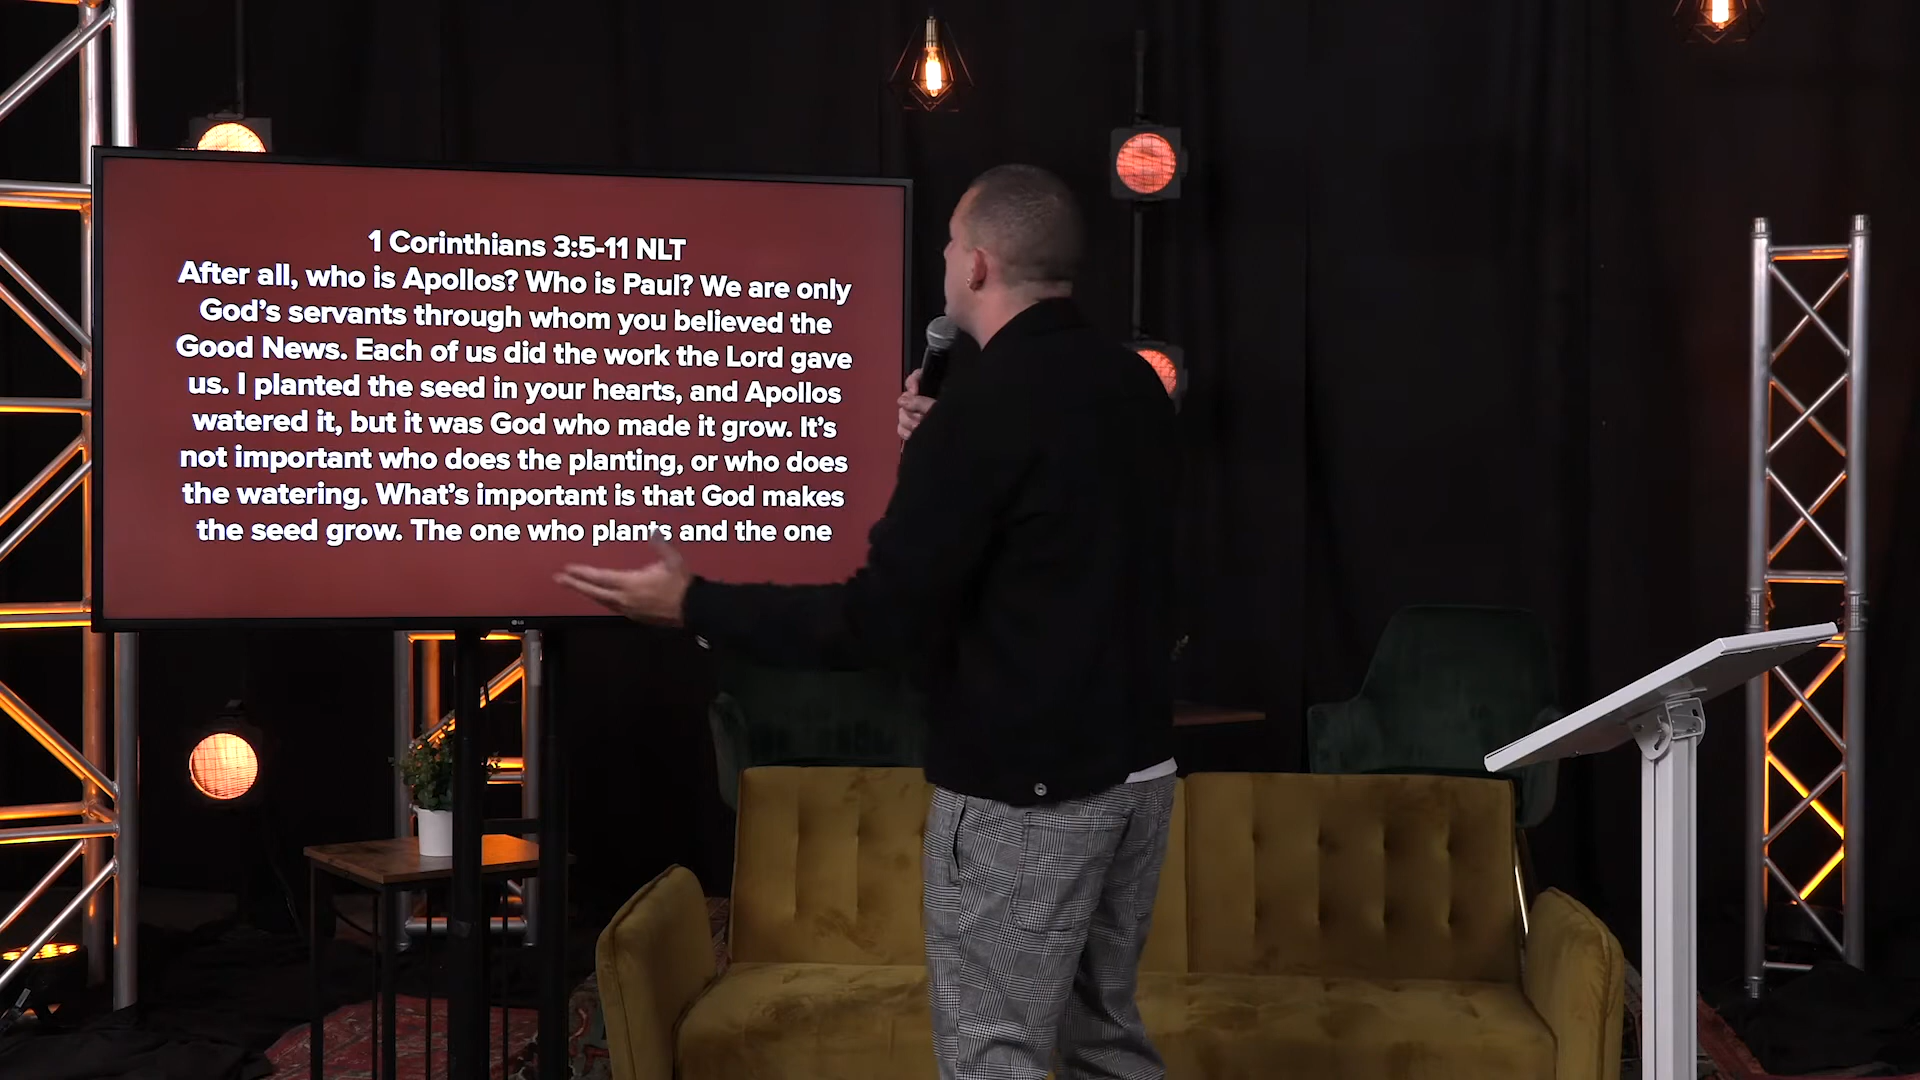 1 Corinthians 3:5-11 NLT
After all, who is Apollos? Who is Paul? We are only
God's servants through whom you believed the
Good News. Each of us did the work the Lord gave
us. I planted the seed in your hearts, and Apollos
watered it, but it was God who made it grow. It's
not important who does the planting, or who does
the watering. What's important is that God makes
the seed grow. The one who plants and the one
LG